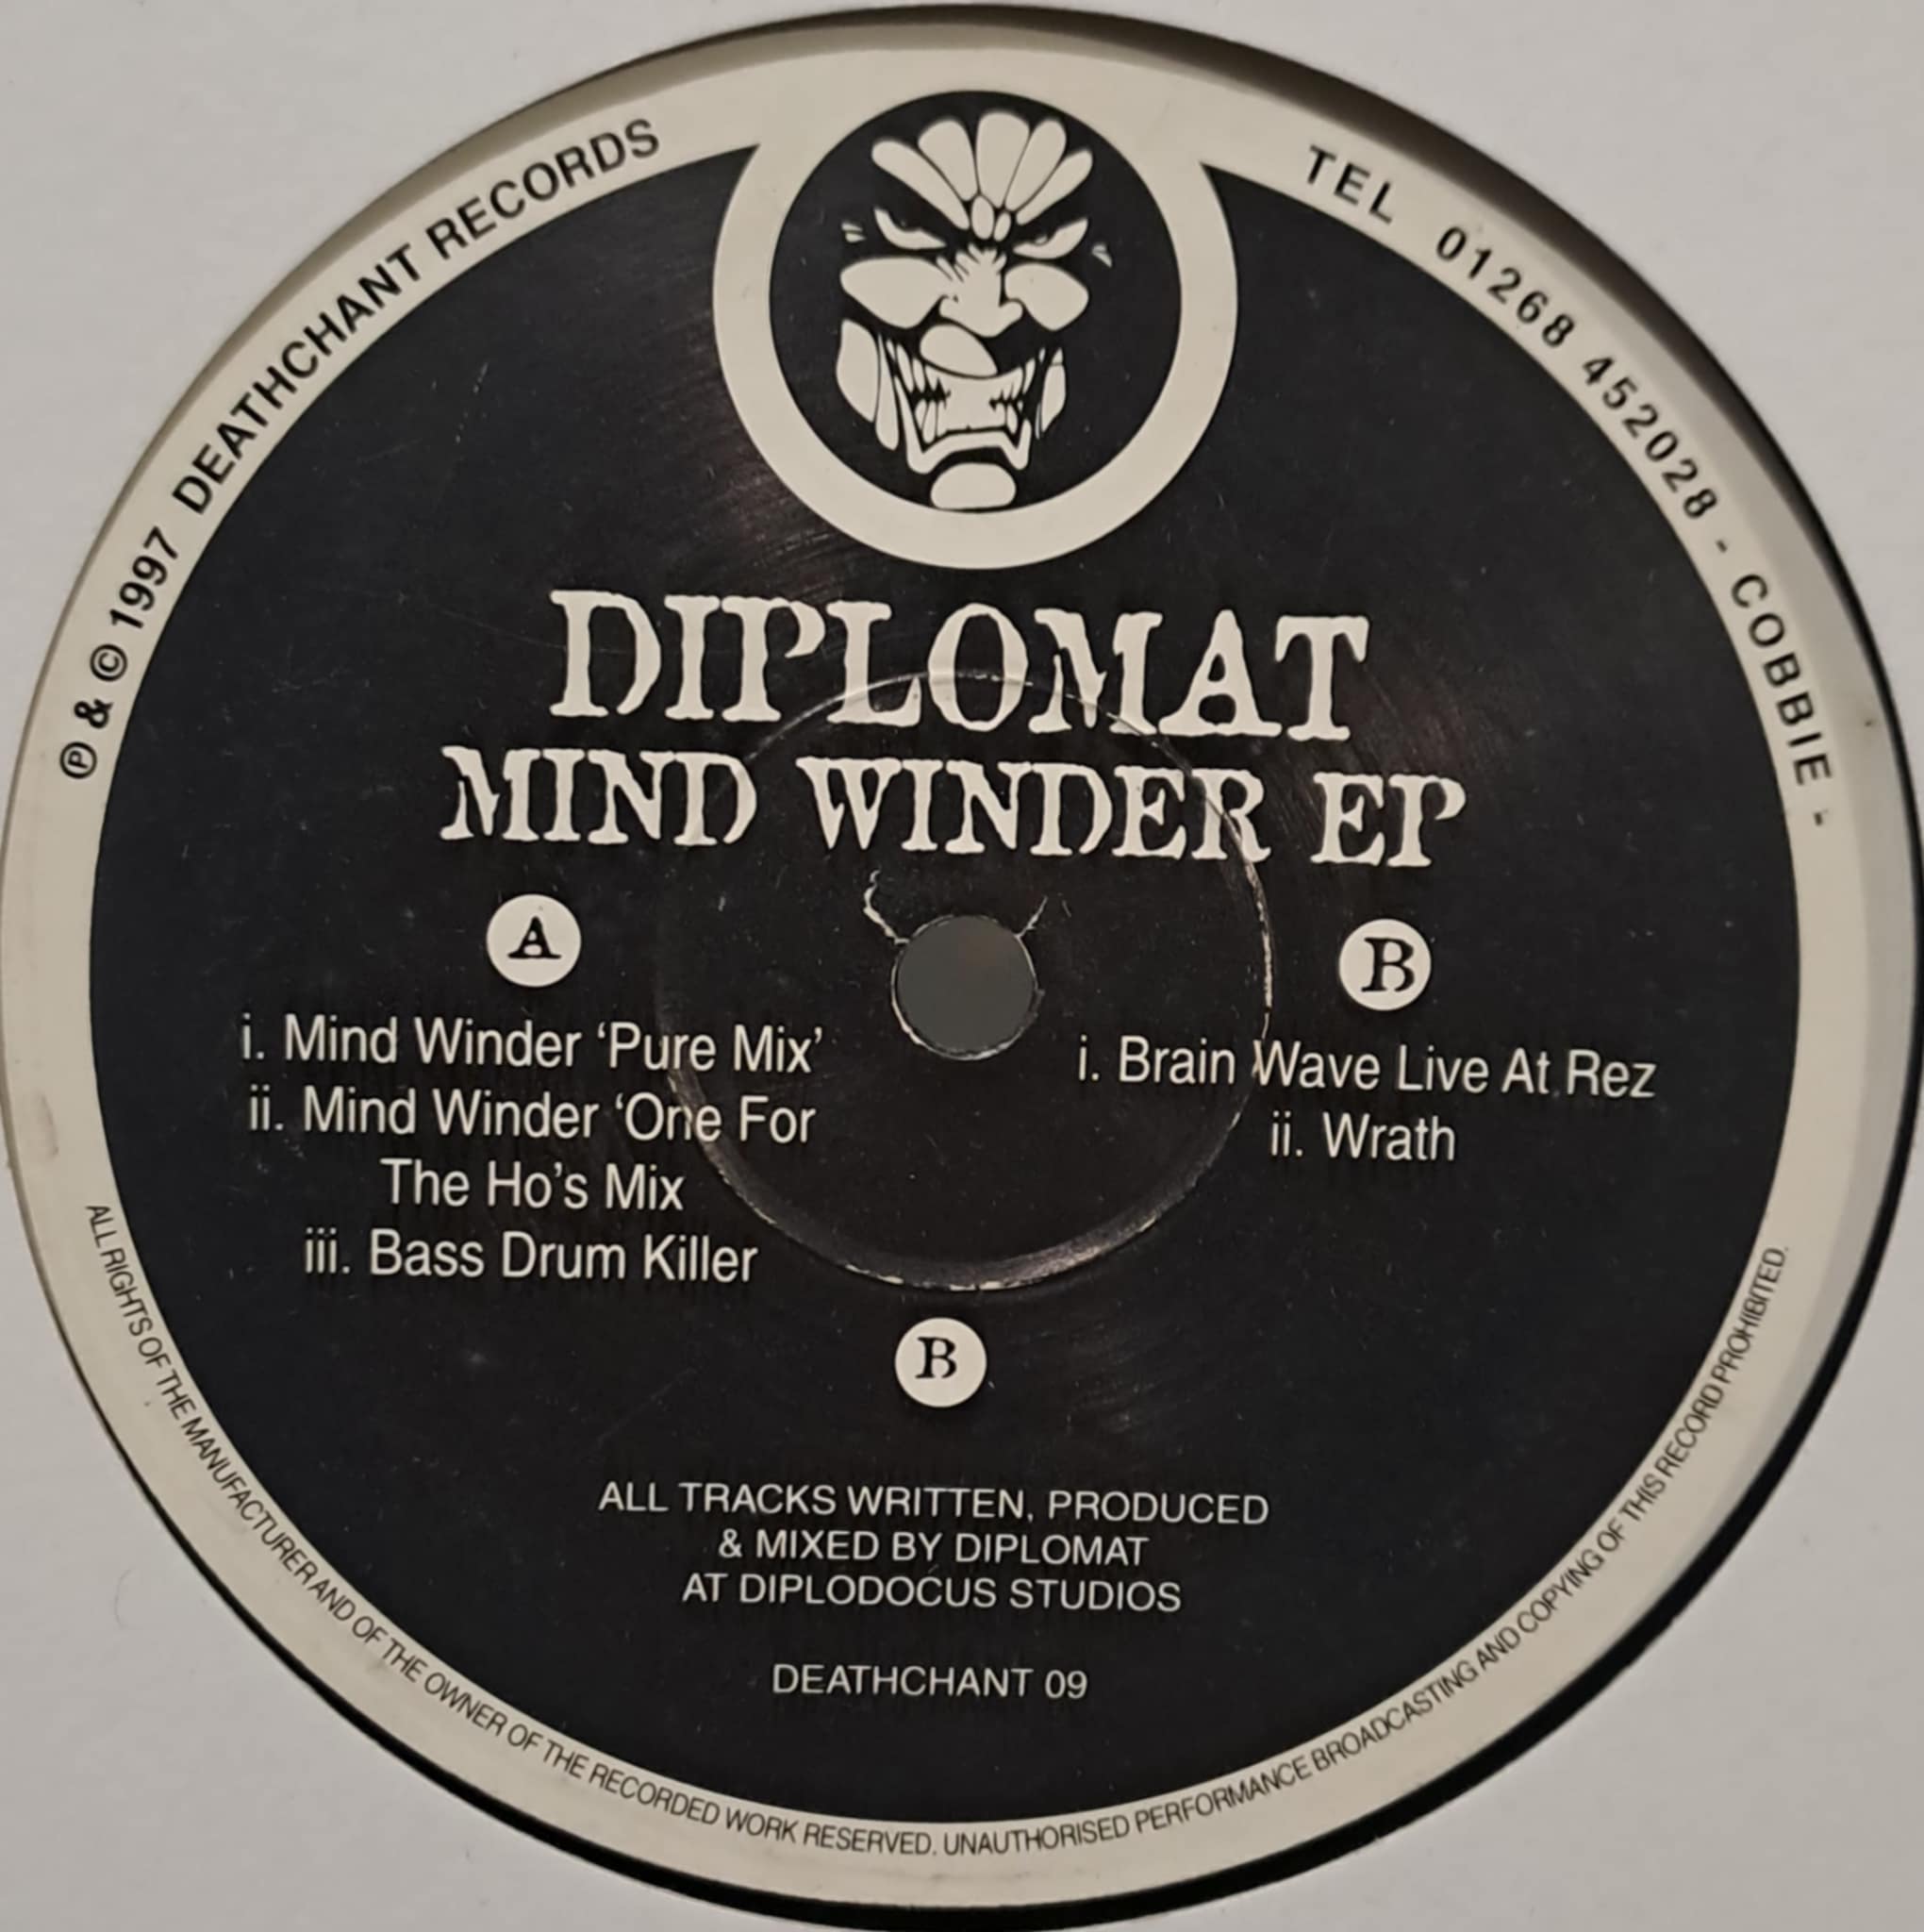 ℗ & © 1997 DEATHCHANT RECORDS
TEL 01268 452028 - COBBIE -
DIPLOMAT
MIND WINDER EP
A
i. Mind Winder ‘Pure Mix’
ii. Mind Winder ‘One For
The Ho’s Mix
iii. Bass Drum Killer
B
i. Brain Wave Live At Rez
ii. Wrath
B
ALL TRACKS WRITTEN, PRODUCED
& MIXED BY DIPLOMAT
AT DIPLODOCUS STUDIOS
DEATHCHANT 09
ALL RIGHTS OF THE MANUFACTURER AND OF THE OWNER OF THE RECORDED WORK RESERVED. UNAUTHORISED PERFORMANCE BROADCASTING AND COPYING OF THIS RECORD PROHIBITED.